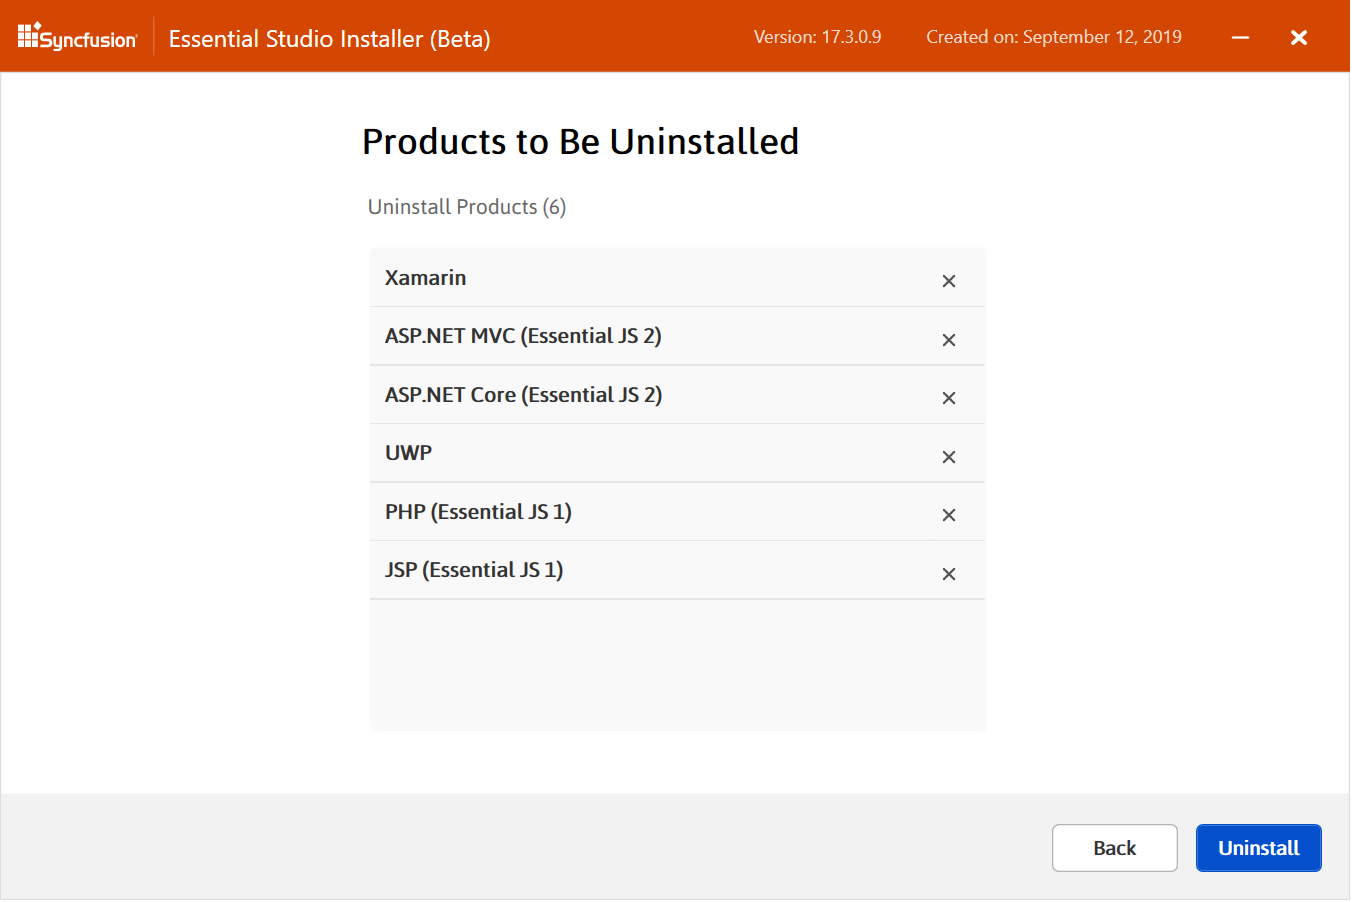 Syncfusion
Essential Studio Installer (Beta)
Version: 17.3.0.9
Created on: September 12, 2019
Products to Be Uninstalled
Uninstall Products (6)
Xamarin
ASP.NET MVC (Essential JS 2)
ASP.NET Core (Essential JS 2)
UWP
PHP (Essential JS 1)
JSP (Essential JS 1)
Back
Uninstall